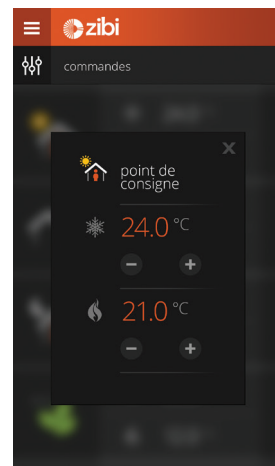 zibi
commandes
x
point de
consigne
24.0 °C
− +
21.0 °C
− +